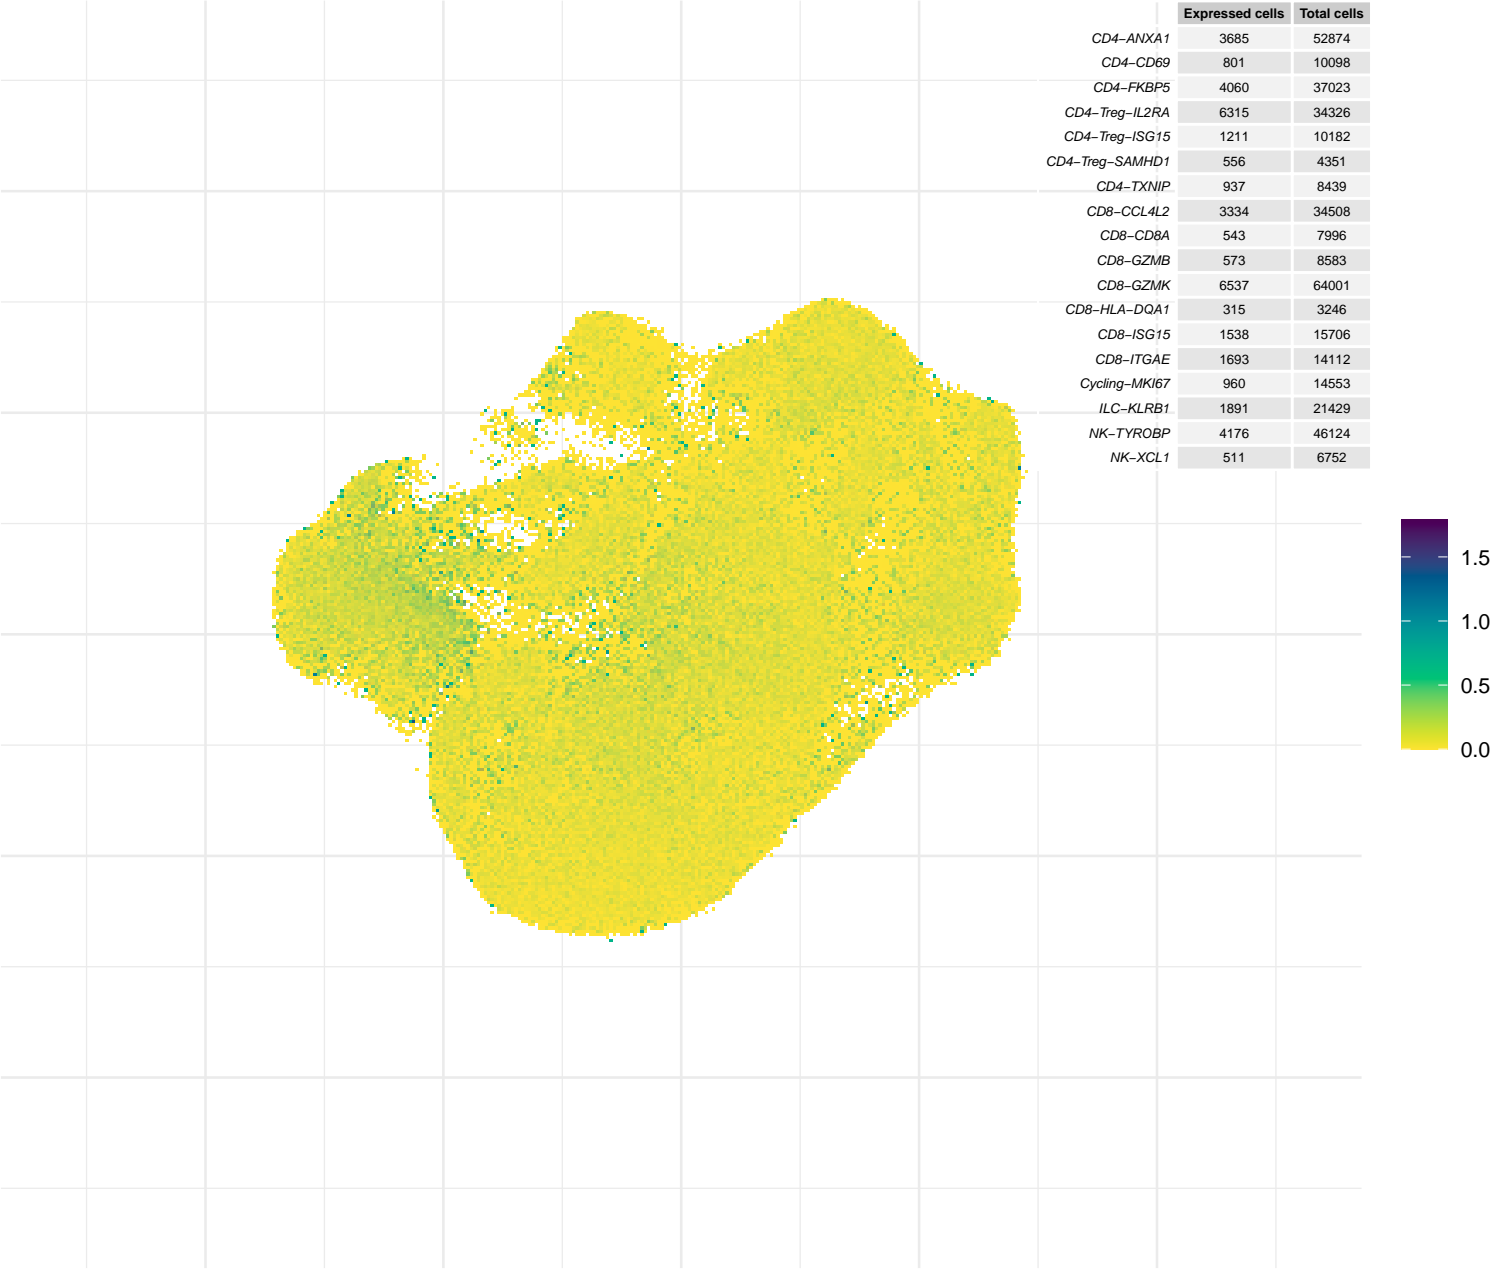 Expressed cells Total cells
CD4−ANXA1 3685 52874
CD4−CD69 801 10098
CD4−FKBP5 4060 37023
CD4−Treg−IL2RA 6315 34326
CD4−Treg−ISG15 1211 10182
CD4−Treg−SAMHD1 556 4351
CD4−TXNIP 937 8439
CD8−CCL4L2 3334 34508
CD8−CD8A 543 7996
CD8−GZMB 573 8583
CD8−GZMK 6537 64001
CD8−HLA−DQA1 315 3246
CD8−ISG15 1538 15706
CD8−ITGAE 1693 14112
Cycling−MKI67 960 14553
ILC−KLRB1 1891 21429
NK−TYROBP 4176 46124
NK−XCL1 511 6752
1.5
1.0
0.5
0.0